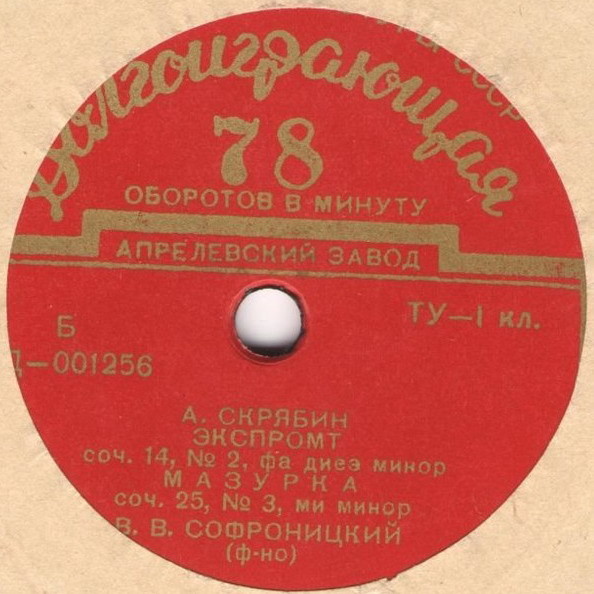 Долгоиграющая
СССР
78
ОБОРОТОВ В МИНУТУ
АПРЕЛЕВСКИЙ ЗАВОД
ТУ—I кл.
Б
Д—001256
А. СКРЯБИН
ЭКСПРОМТ
соч. 14, № 2, фа диез минор
МАЗУРКА
соч. 25, № 3, ми минор
В. В. СОФРОНИЦКИЙ
(ф-но)